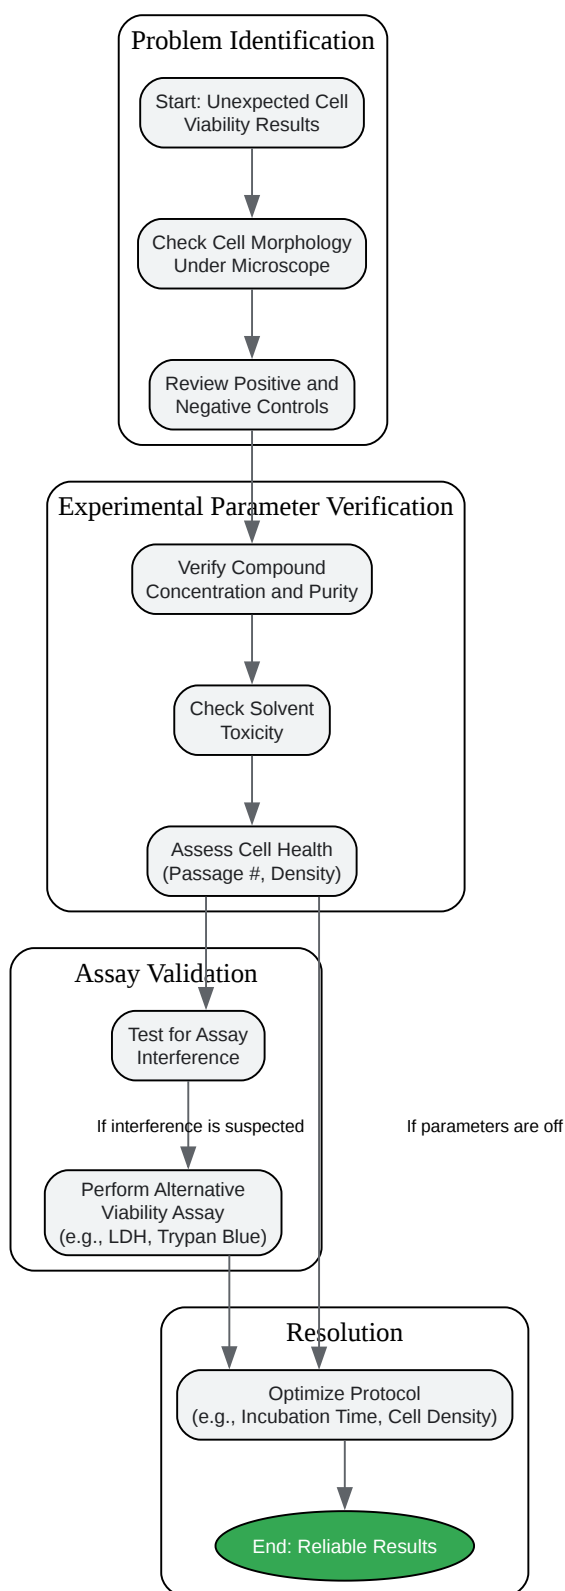 Problem Identification
Start: Unexpected Cell
Viability Results
Check Cell Morphology
Under Microscope
Review Positive and
Negative Controls
Experimental Parameter Verification
Verify Compound
Concentration and Purity
Check Solvent
Toxicity
Assess Cell Health
(Passage #, Density)
Assay Validation
Test for Assay
Interference
If interference is suspected
If parameters are off
Perform Alternative
Viability Assay
(e.g., LDH, Trypan Blue)
Resolution
Optimize Protocol
(e.g., Incubation Time, Cell Density)
End: Reliable Results